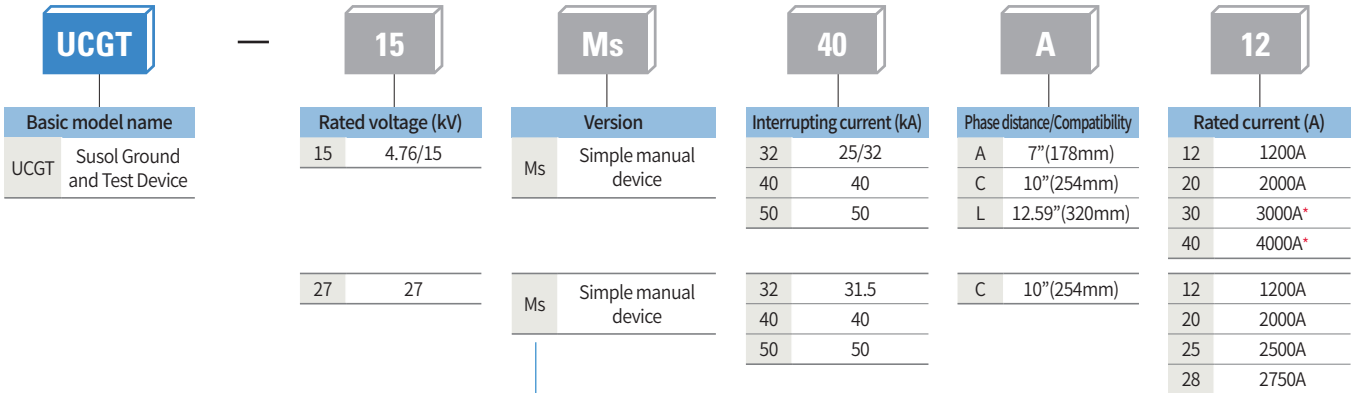 UCGT — 15 Ms 40 A 12
Basic model name Rated voltage (kV) Version Interrupting current (kA) Phase distance/Compatibility Rated current (A)
UCGT Susol Ground
and Test Device
15 4.76/15
Ms Simple manual
device
32 25/32
40 40
50 50
A 7”(178mm)
C 10”(254mm)
L 12.59”(320mm)
12 1200A
20 2000A
30 3000A*
40 4000A*
27 27
Ms Simple manual
device
32 31.5
40 40
50 50
C 10”(254mm)
12 1200A
20 2000A
25 2500A
28 2750A